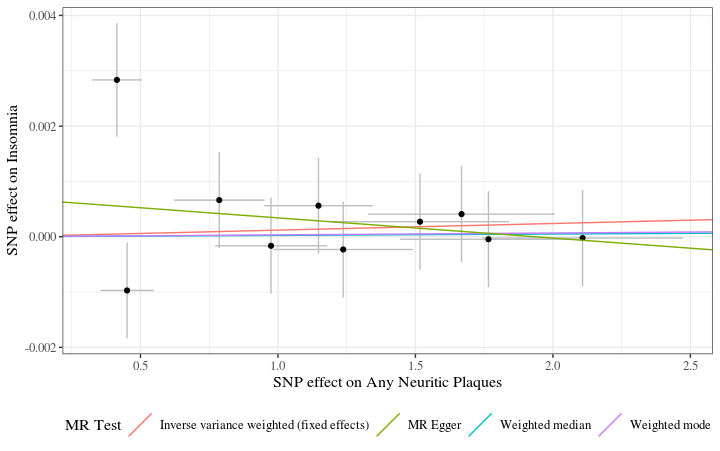 0.004
0.002
0.000
-0.002
SNP effect on Insomnia
0.5 1.0 1.5 2.0 2.5
SNP effect on Any Neuritic Plaques
MR Test Inverse variance weighted (fixed effects) MR Egger Weighted median Weighted mode